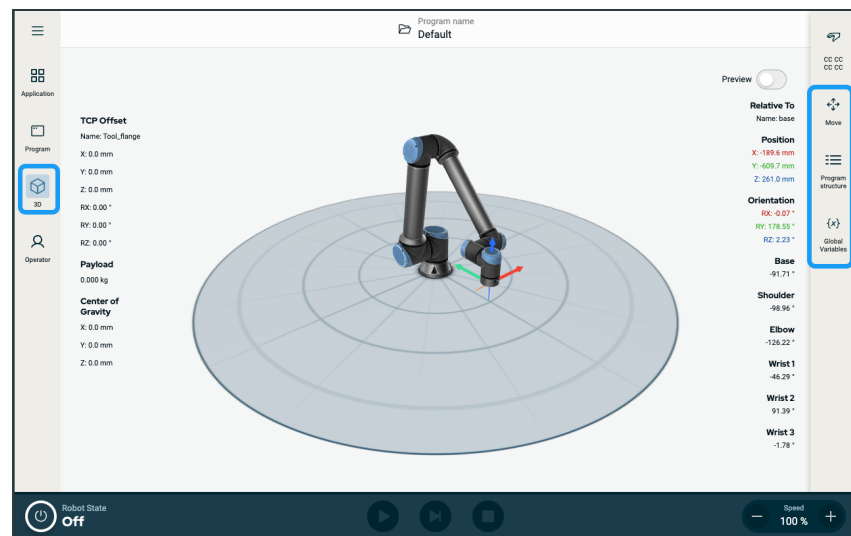 Program name
Default
CC CC
CC CC
Application
Program
3D
Operator
TCP Offset
Name: Tool_flange
X: 0.0 mm
Y: 0.0 mm
Z: 0.0 mm
RX: 0.00 °
RY: 0.00 °
RZ: 0.00 °
Payload
0.000 kg
Center of
Gravity
X: 0.0 mm
Y: 0.0 mm
Z: 0.0 mm
Preview
Relative To
Name: base
Position
X: -189.6 mm
Y: -609.7 mm
Z: 261.0 mm
Orientation
RX: -0.07 °
RY: 178.55 °
RZ: 2.23 °
Base
-91.71 °
Shoulder
-98.96 °
Elbow
-126.22 °
Wrist 1
-46.29 °
Wrist 2
91.39 °
Wrist 3
-1.78 °
Move
Program
structure
{x}
Global
Variables
Robot State
Off
Speed
100 %